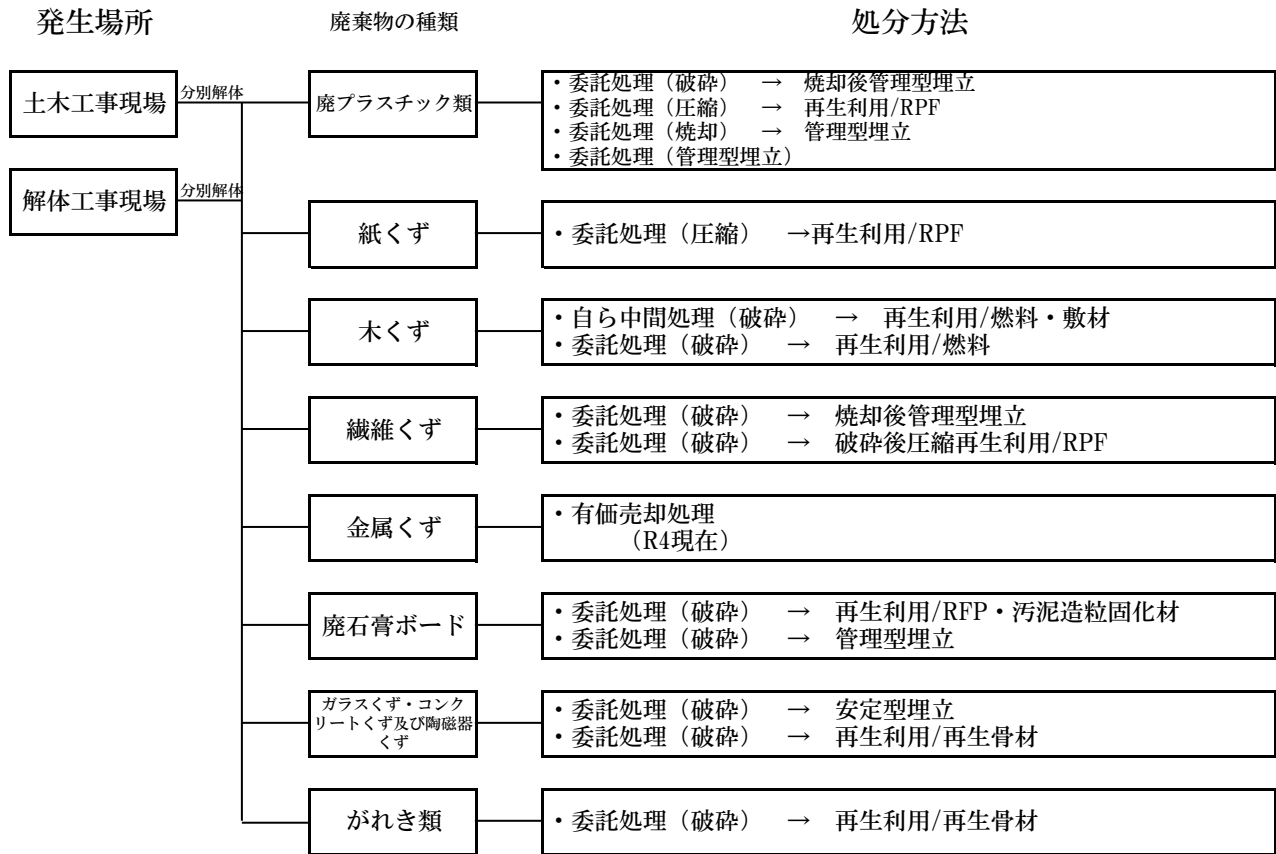 発生場所
廃棄物の種類
処分方法
土木工事現場
分別解体
廃プラスチック類
・委託処理（破砕）　→　焼却後管理型埋立
・委託処理（圧縮）　→　再生利用/RPF
・委託処理（焼却）　→　管理型埋立
・委託処理（管理型埋立）
解体工事現場
分別解体
紙くず
・委託処理（圧縮）　→再生利用/RPF
木くず
・自ら中間処理（破砕）　→　再生利用/燃料・敷材
・委託処理（破砕）　→　再生利用/燃料
繊維くず
・委託処理（破砕）　→　焼却後管理型埋立
・委託処理（破砕）　→　破砕後圧縮再生利用/RPF
金属くず
・有価売却処理
（R4現在）
廃石膏ボード
・委託処理（破砕）　→　再生利用/RFP・汚泥造粒固化材
・委託処理（破砕）　→　管理型埋立
ガラスくず・コンク
リートくず及び陶磁器
くず
・委託処理（破砕）　→　安定型埋立
・委託処理（破砕）　→　再生利用/再生骨材
がれき類
・委託処理（破砕）　→　再生利用/再生骨材